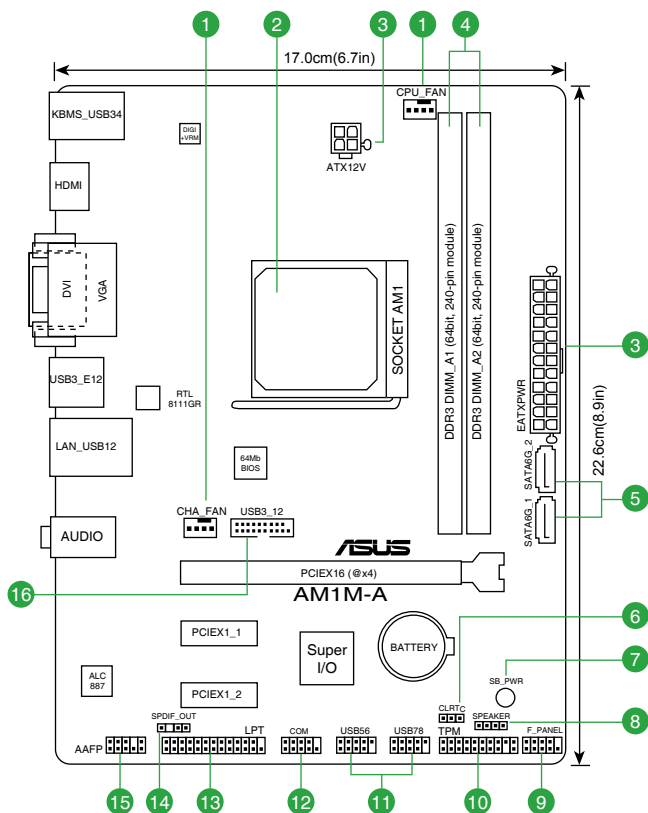 1
2
3
1
4
17.0cm(6.7in)
CPU_FAN
KBMS_USB34
DIGI
+VRM
ATX12V
HDMI
DVI
VGA
SOCKET AM1
DDR3 DIMM_A1 (64bit, 240-pin module)
DDR3 DIMM_A2 (64bit, 240-pin module)
EATXPWR
3
22.6cm(8.9in)
USB3_E12
RTL
8111GR
LAN_USB12
64Mb
BIOS
SATA6G_2
SATA6G_1
5
CHA_FAN
USB3_12
AUDIO
ASUS
PCIEX16 (@x4)
AM1M-A
16
PCIEX1_1
Super
I/O
BATTERY
6
7
ALC
887
PCIEX1_2
SB_PWR
CLRTC
SPEAKER
8
SPDIF_OUT
AAFP
LPT
COM
USB56
USB78
TPM
F_PANEL
15
14
13
12
11
10
9